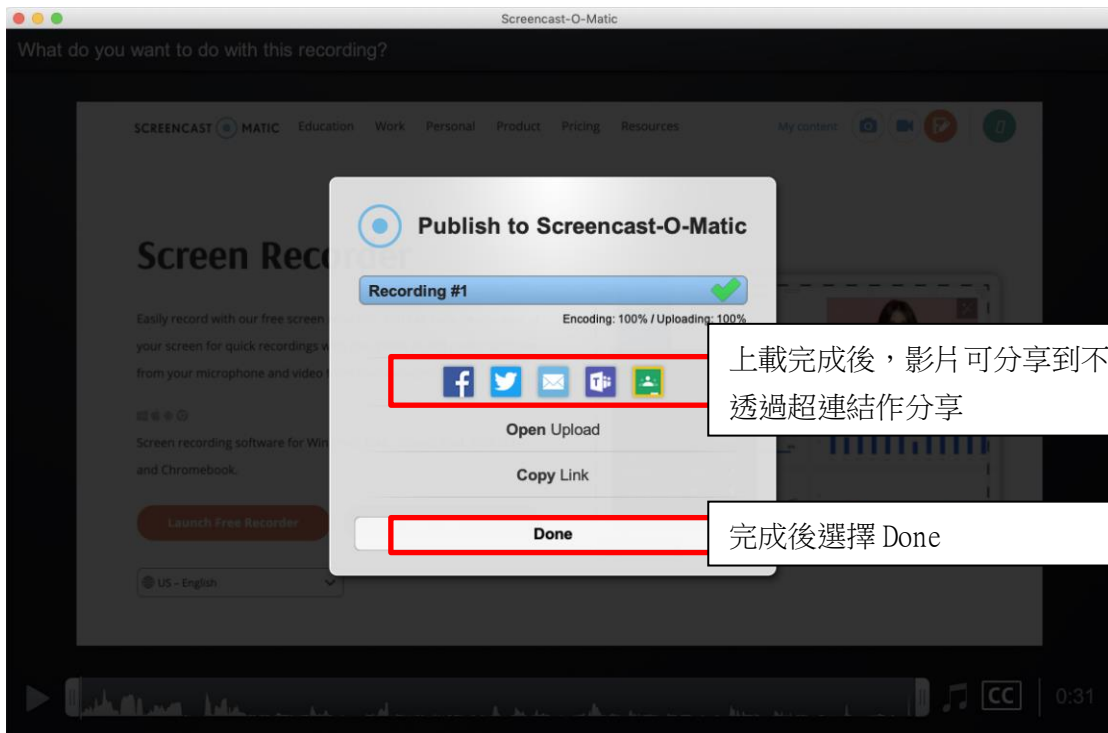 Screencast-O-Matic
What do you want to do with this recording?
SCREENCAST MATIC Education Work Personal Product Pricing Resources My content
Publish to Screencast-O-Matic
Screen Recorder
Recording #1
Encoding: 100% / Uploading: 100%
Easily record with our free screen
your screen for quick recordings w
from your microphone and video
上載完成後，影片可分享到不
透過超連結作分享
Open Upload
Screen recording software for Win
and Chromebook.
Copy Link
Launch Free Recorder
Done
完成後選擇 Done
US - English
CC 0:31